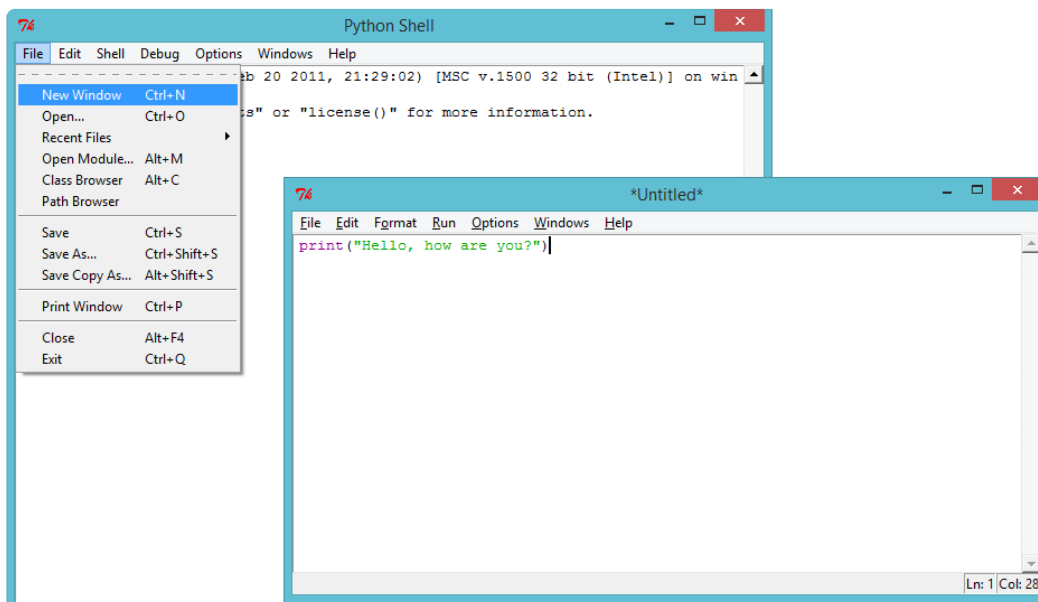 Python Shell
File Edit Shell Debug Options Windows Help
eb 20 2011, 21:29:02) [MSC v.1500 32 bit (Intel)] on win
ts" or "license()" for more information.
New Window Ctrl+N
Open... Ctrl+O
Recent Files
Open Module... Alt+M
Class Browser Alt+C
Path Browser
Save Ctrl+S
Save As... Ctrl+Shift+S
Save Copy As... Alt+Shift+S
Print Window Ctrl+P
Close Alt+F4
Exit Ctrl+Q
*Untitled*
File Edit Format Run Options Windows Help
print("Hello, how are you?")
Ln: 1 Col: 28